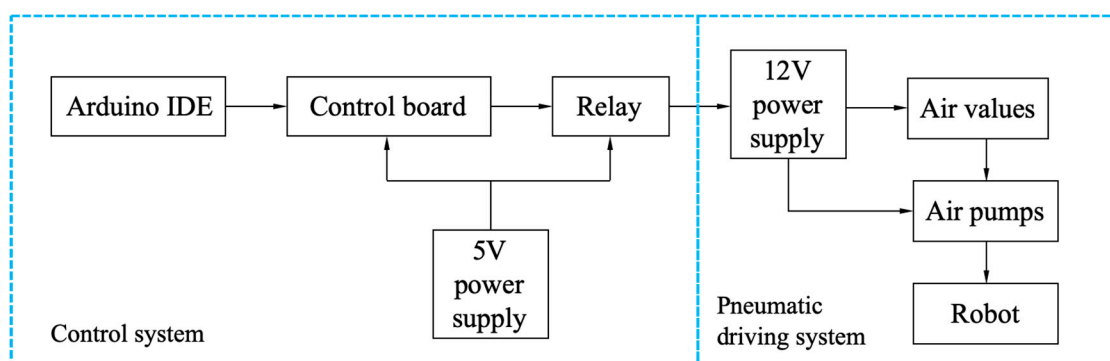 Arduino IDE
Control board
Relay
5V
power
supply
Control system
12V
power
supply
Air values
Air pumps
Robot
Pneumatic
driving system